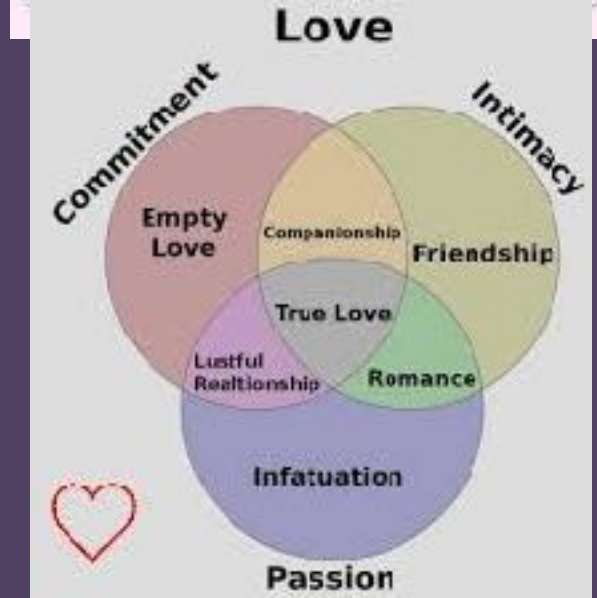 Love
Commitment
Intimacy
Empty
Love
Companionship
Friendship
True Love
Lustful
Realtionship
Romance
Infatuation
Passion